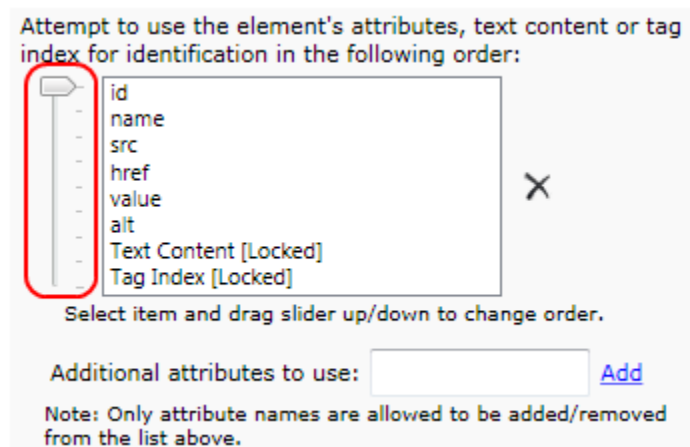 Attempt to use the element's attributes, text content or tag
index for identification in the following order:
id
name
src
href
value
alt
Text Content [Locked]
Tag Index [Locked]
Select item and drag slider up/down to change order.
Additional attributes to use:  Add
Note: Only attribute names are allowed to be added/removed
from the list above.